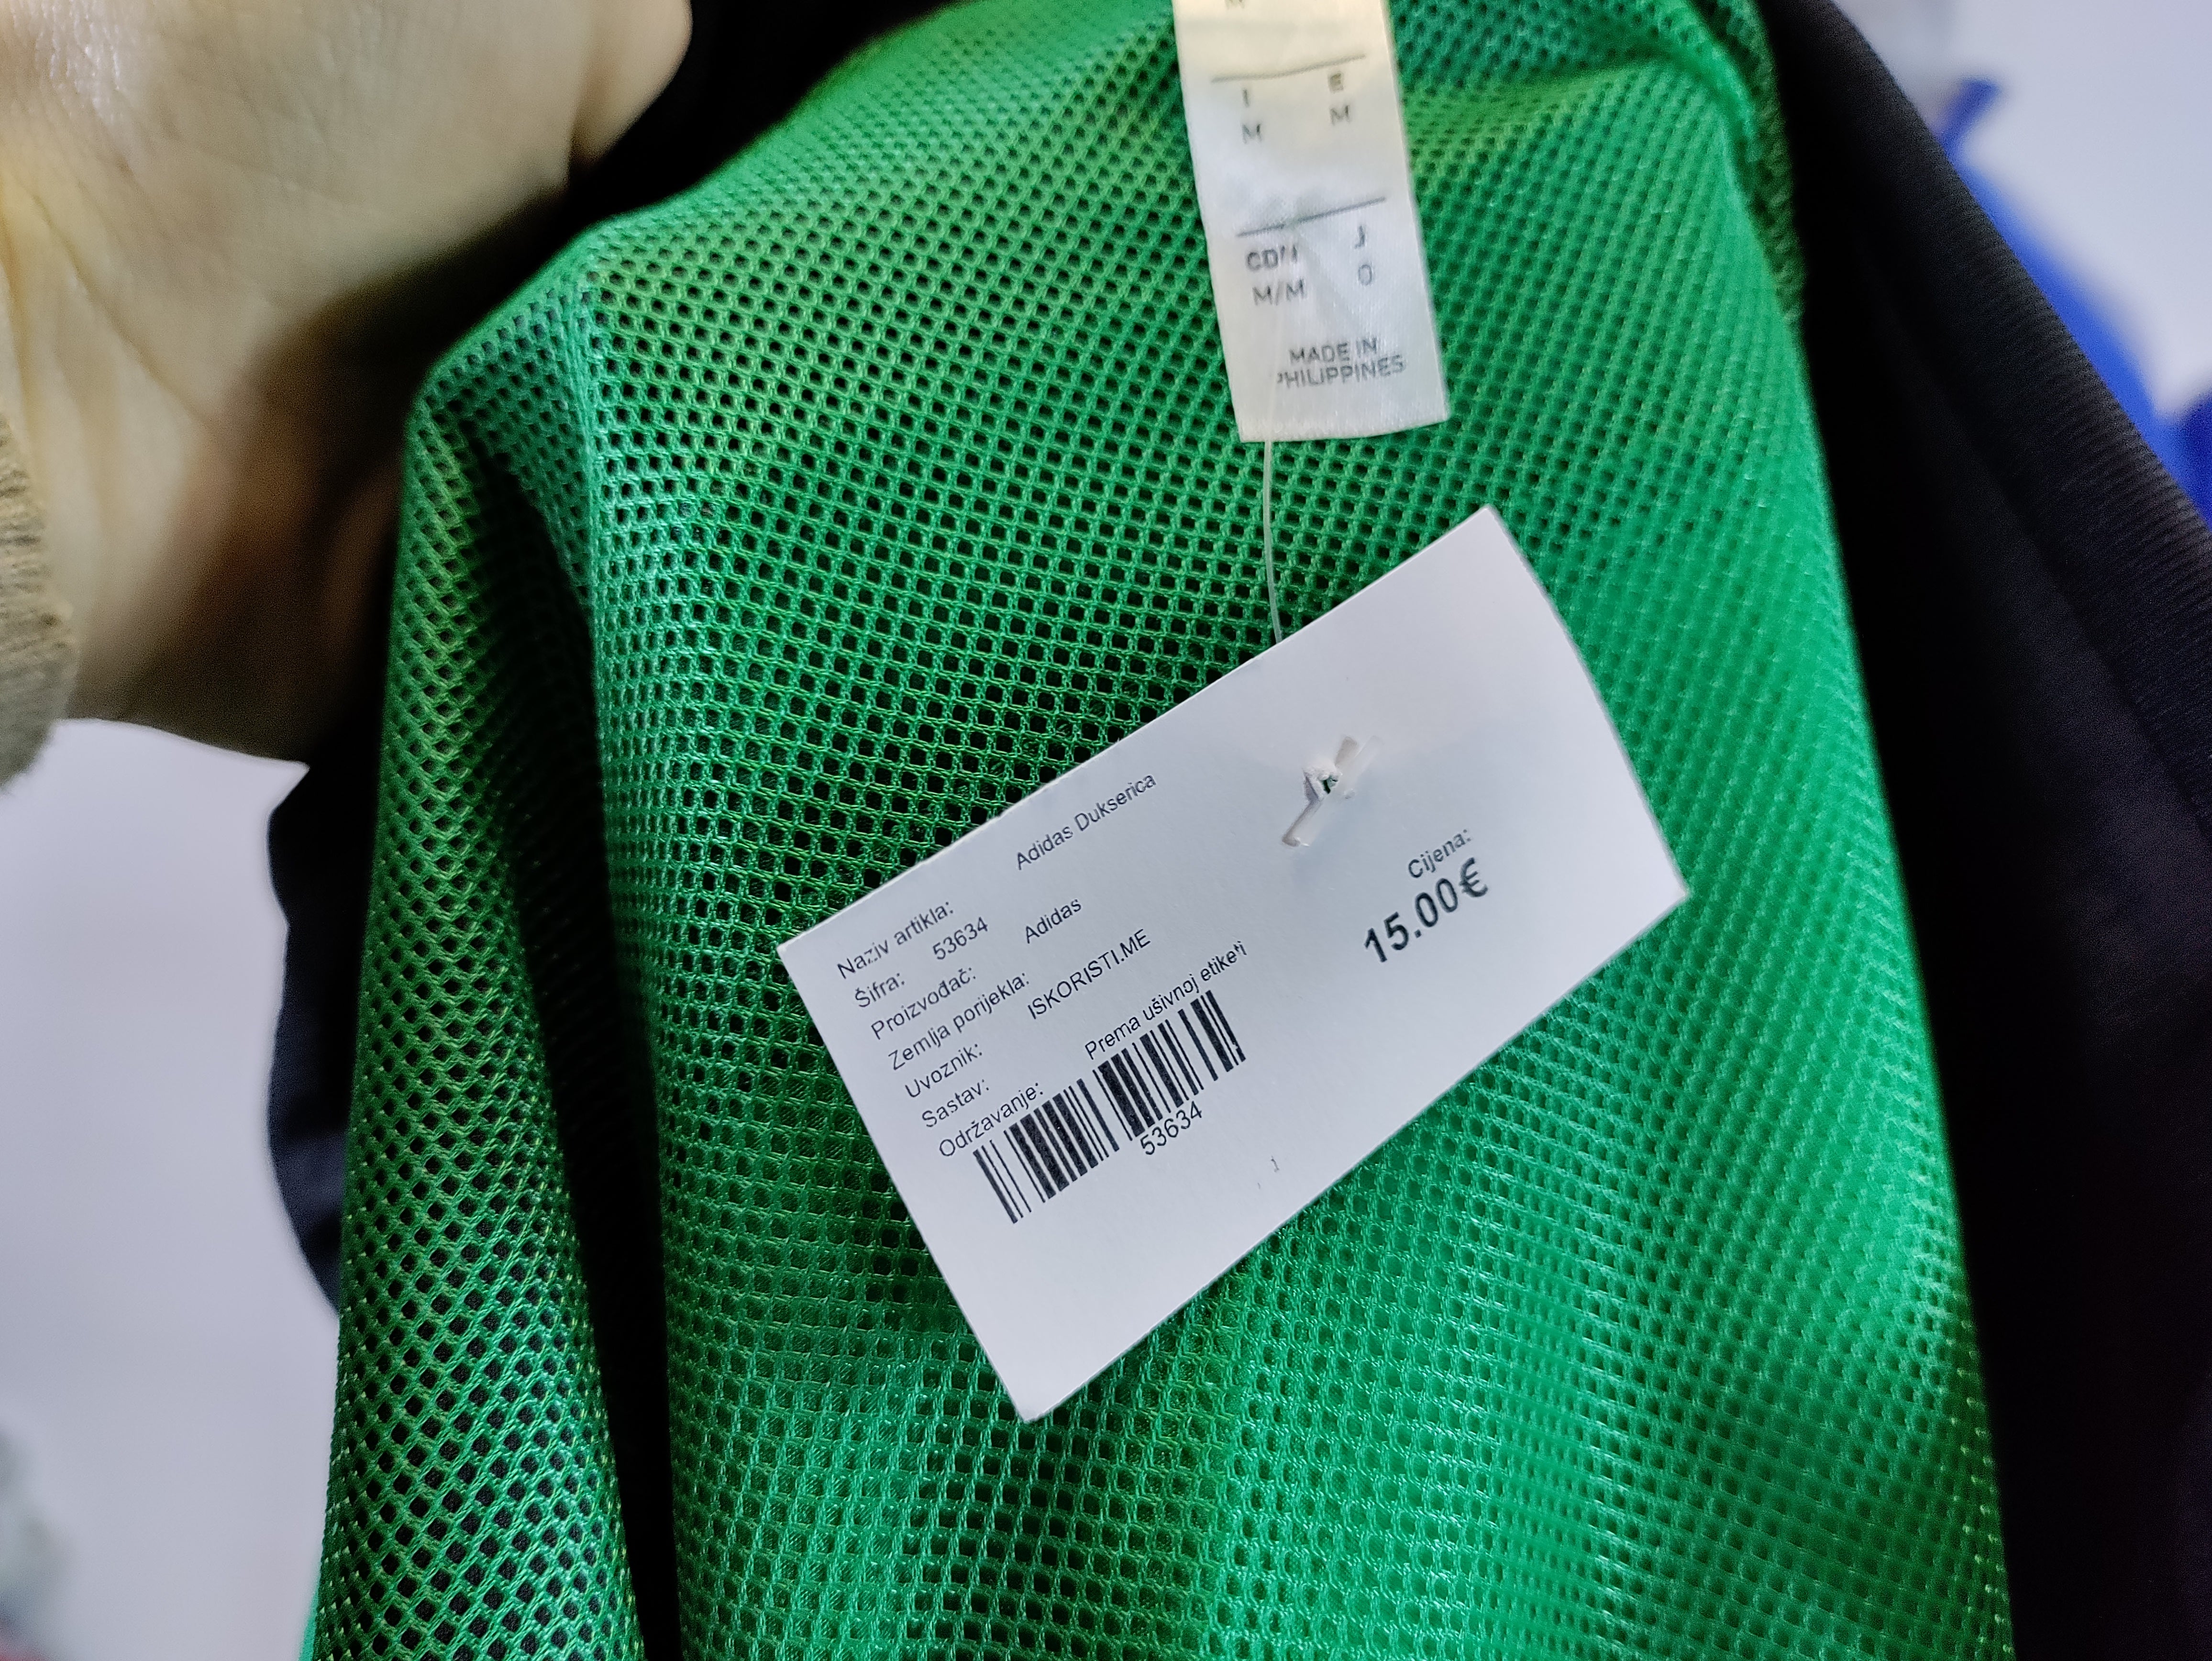 I E
M M
CDN J
M/M O
MADE IN
PHILIPPINES
Naziv artikla: Adidas Dukserica
Šifra: 53634
Proizvođač: Adidas
Zemlja porijekla:
Uvoznik: ISKORISTI.ME
Sastav:
Održavanje: Prema ušivnoj etiketi
53634
Cijena:
15.00€